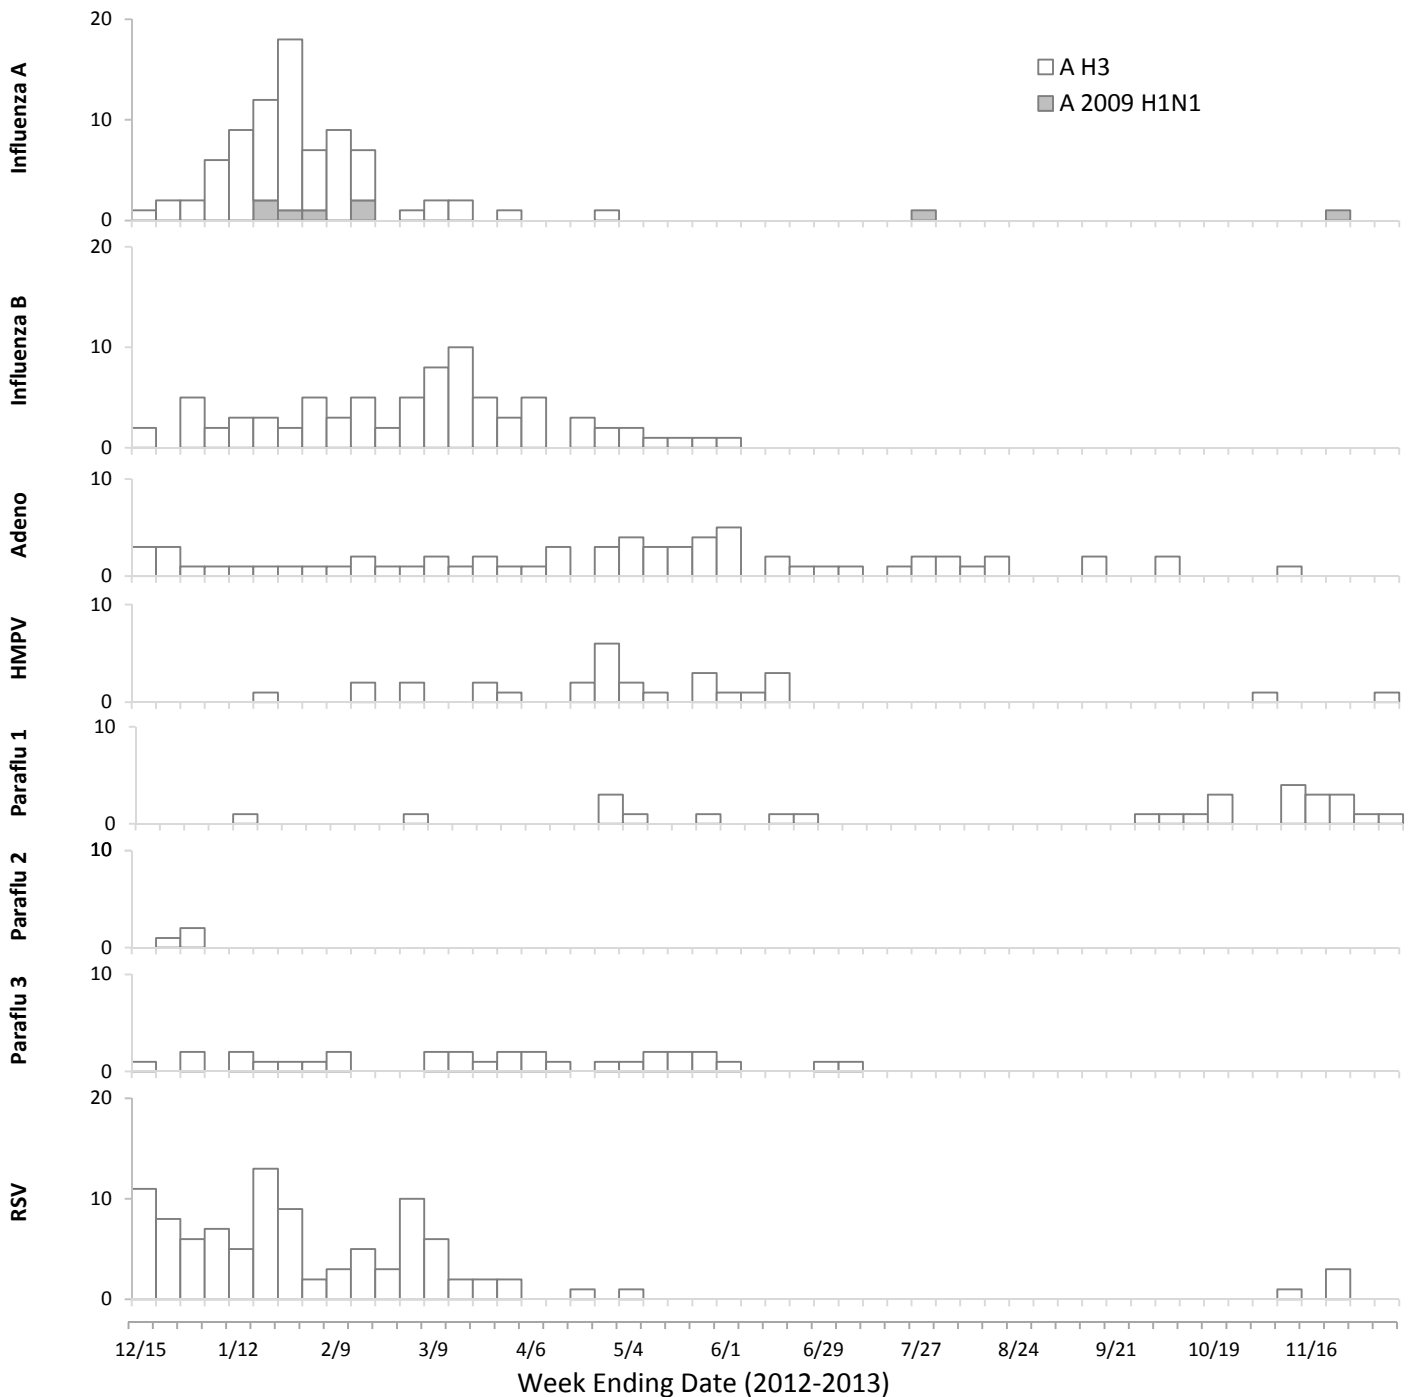 20
10
0
Influenza A
A H3
A 2009 H1N1
20
10
0
Influenza B
10
0
Adeno
10
0
HMPV
10
0
Paraflu 1
10
0
Paraflu 2
10
0
Paraflu 3
20
10
0
RSV
12/15 1/12 2/9 3/9 4/6 5/4 6/1 6/29 7/27 8/24 9/21 10/19 11/16
Week Ending Date (2012-2013)